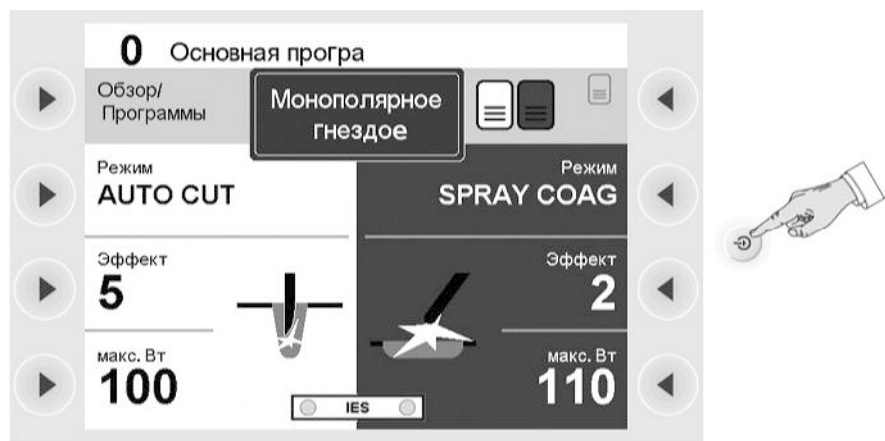 0 Основная програ
Обзор/
Программы
Монополярное
гнездое
Режим
AUTO CUT
Режим
SPRAY COAG
Эффект
5
Эффект
2
макс. Вт
100
макс. Вт
110
IES